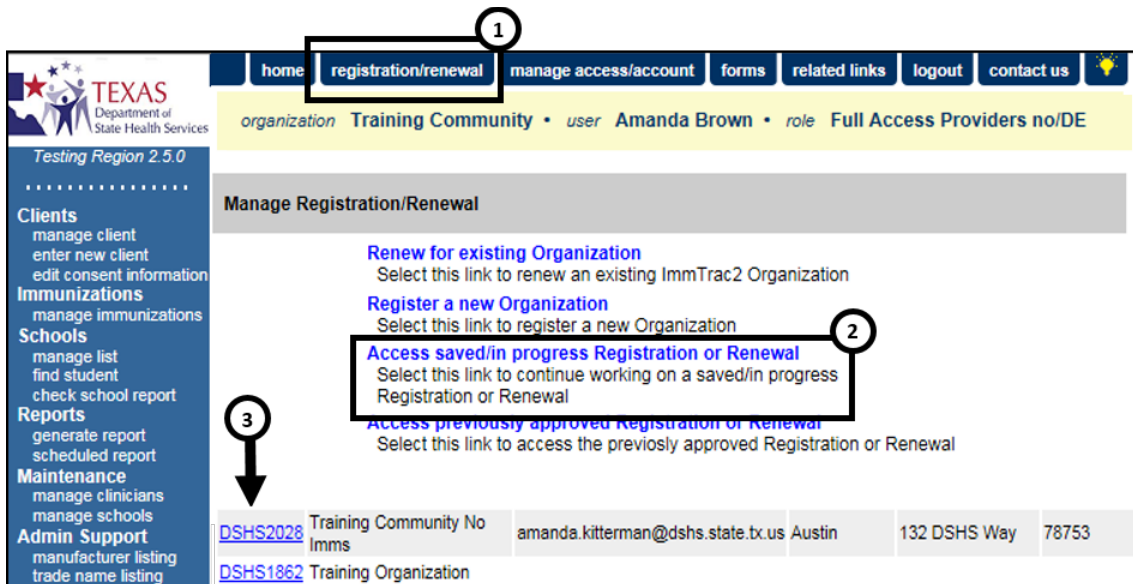 1
home registration/renewal manage access/account forms related links logout contact us
TEXAS
Department of
State Health Services
organization Training Community • user Amanda Brown • role Full Access Providers no/DE
Testing Region 2.5.0
Clients
manage client
enter new client
edit consent information
Immunizations
manage immunizations
Schools
manage list
find student
check school report
Reports
generate report
scheduled report
Maintenance
manage clinicians
manage schools
Admin Support
manufacturer listing
trade name listing
Manage Registration/Renewal
Renew for existing Organization
Select this link to renew an existing ImmTrac2 Organization
Register a new Organization
Select this link to register a new Organization
2
Access saved/in progress Registration or Renewal
Select this link to continue working on a saved/in progress
Registration or Renewal
Access previously approved Registration or Renewal
Select this link to access the previosly approved Registration or Renewal
3
DSHS2028 Training Community No Imms amanda.kitterman@dshs.state.tx.us Austin 132 DSHS Way 78753
DSHS1862 Training Organization